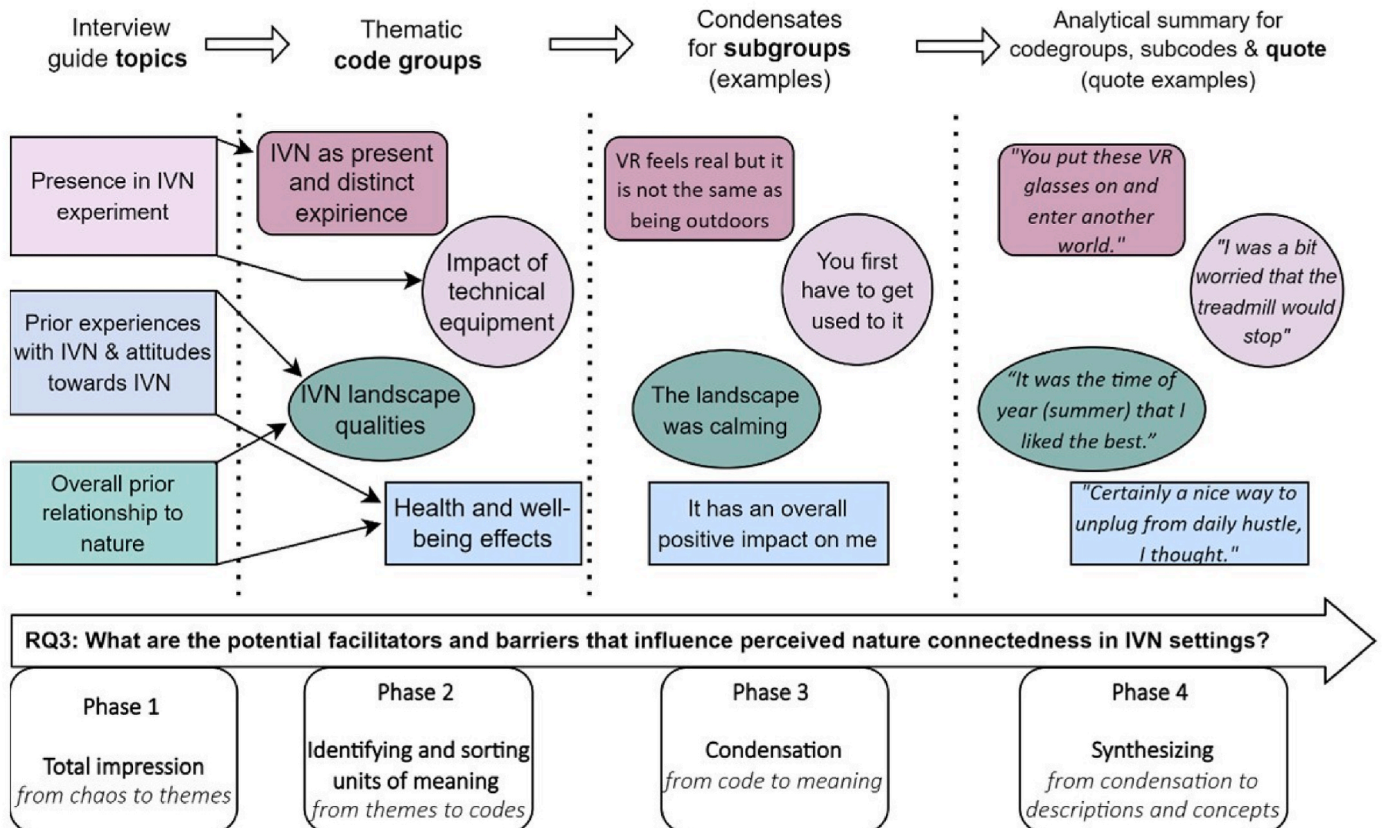 Interview
guide topics
Thematic
code groups
Condensates
for subgroups
(examples)
Analytical summary for
codegroups, subcodes & quote
(quote examples)
Presence in IVN
experiment
Prior experiences
with IVN & attitudes
towards IVN
Overall prior
relationship to
nature
IVN as present
and distinct
expirience
Impact of
technical
equipment
IVN landscape
qualities
Health and well-
being effects
VR feels real but it
is not the same as
being outdoors
You first
have to get
used to it
The landscape
was calming
It has an overall
positive impact on me
"You put these VR
glasses on and
enter another
world."
"I was a bit
worried that the
treadmill would
stop"
“It was the time of
year (summer) that I
liked the best.”
"Certainly a nice way to
unplug from daily hustle,
I thought."
RQ3: What are the potential facilitators and barriers that influence perceived nature connectedness in IVN settings?
Phase 1
Total impression
from chaos to themes
Phase 2
Identifying and sorting
units of meaning
from themes to codes
Phase 3
Condensation
from code to meaning
Phase 4
Synthesizing
from condensation to
descriptions and concepts